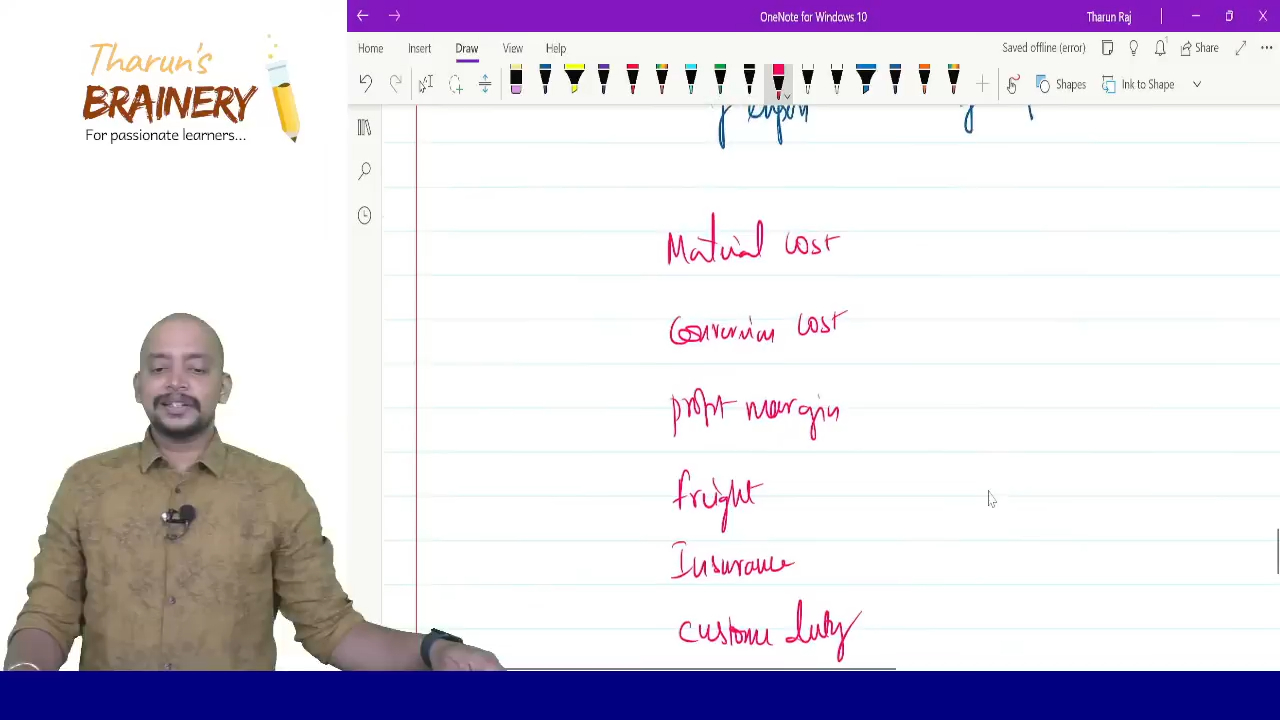 Tharun's
BRAINERY
For passionate learners...
OneNote for Windows 10
Tharun Raj
Home Insert Draw View Help
Saved offline (error)
Share
Shapes
Ink to Shape
Material cost
Conversion cost
profit margin
freight
Insurance
custom duty